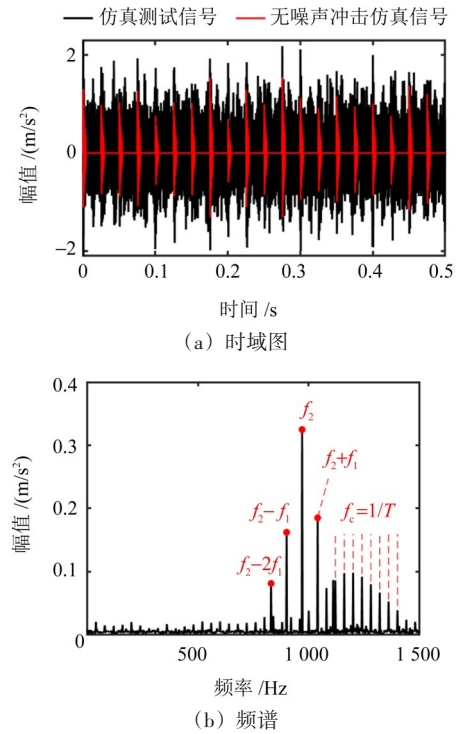 仿真测试信号 无噪声冲击仿真信号
2
0
−2
幅值 /(m/s²)
0 0.1 0.2 0.3 0.4 0.5
时间 /s
（a）时域图
0.4
0.3
0.2
0.1
0
幅值 /(m/s²)
f₂
f₂+f₁
f₂−f₁
f_c=1/T
f₂−2f₁
500 1 000 1 500
频率 /Hz
（b）频谱